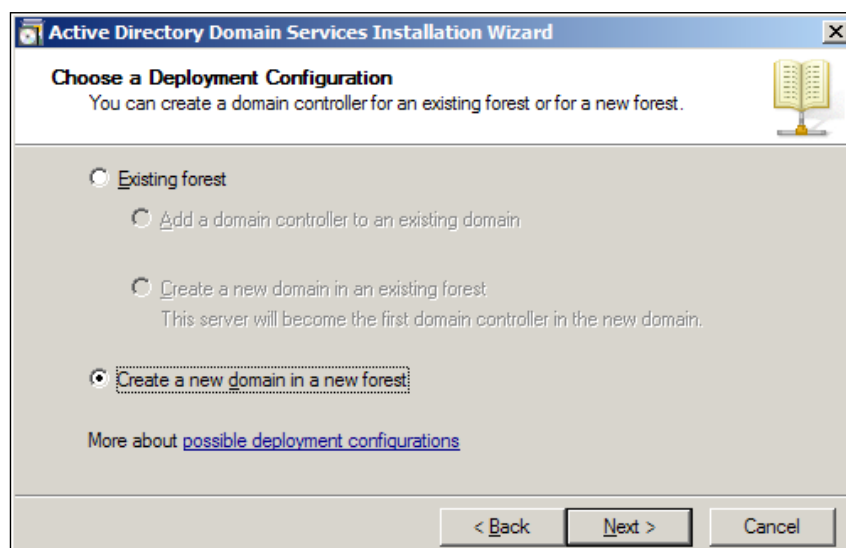 Active Directory Domain Services Installation Wizard
Choose a Deployment Configuration
You can create a domain controller for an existing forest or for a new forest.
Existing forest
Add a domain controller to an existing domain
Create a new domain in an existing forest
This server will become the first domain controller in the new domain.
Create a new domain in a new forest
More about possible deployment configurations
< Back Next > Cancel